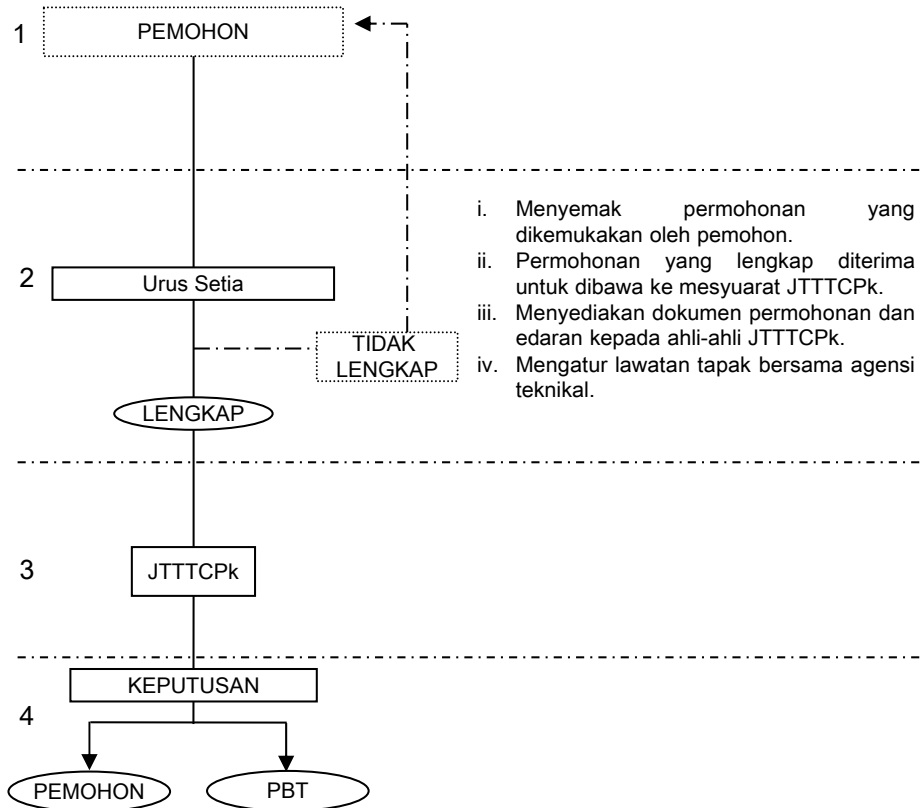 1
PEMOHON
2
Urus Setia
TIDAK
LENGKAP
LENGKAP
i. Menyemak permohonan yang
dikemukakan oleh pemohon.
ii. Permohonan yang lengkap diterima
untuk dibawa ke mesyuarat JTTTCPk.
iii. Menyediakan dokumen permohonan dan
edaran kepada ahli-ahli JTTTCPk.
iv. Mengatur lawatan tapak bersama agensi
teknikal.
3
JTTTCPk
KEPUTUSAN
4
PEMOHON
PBT